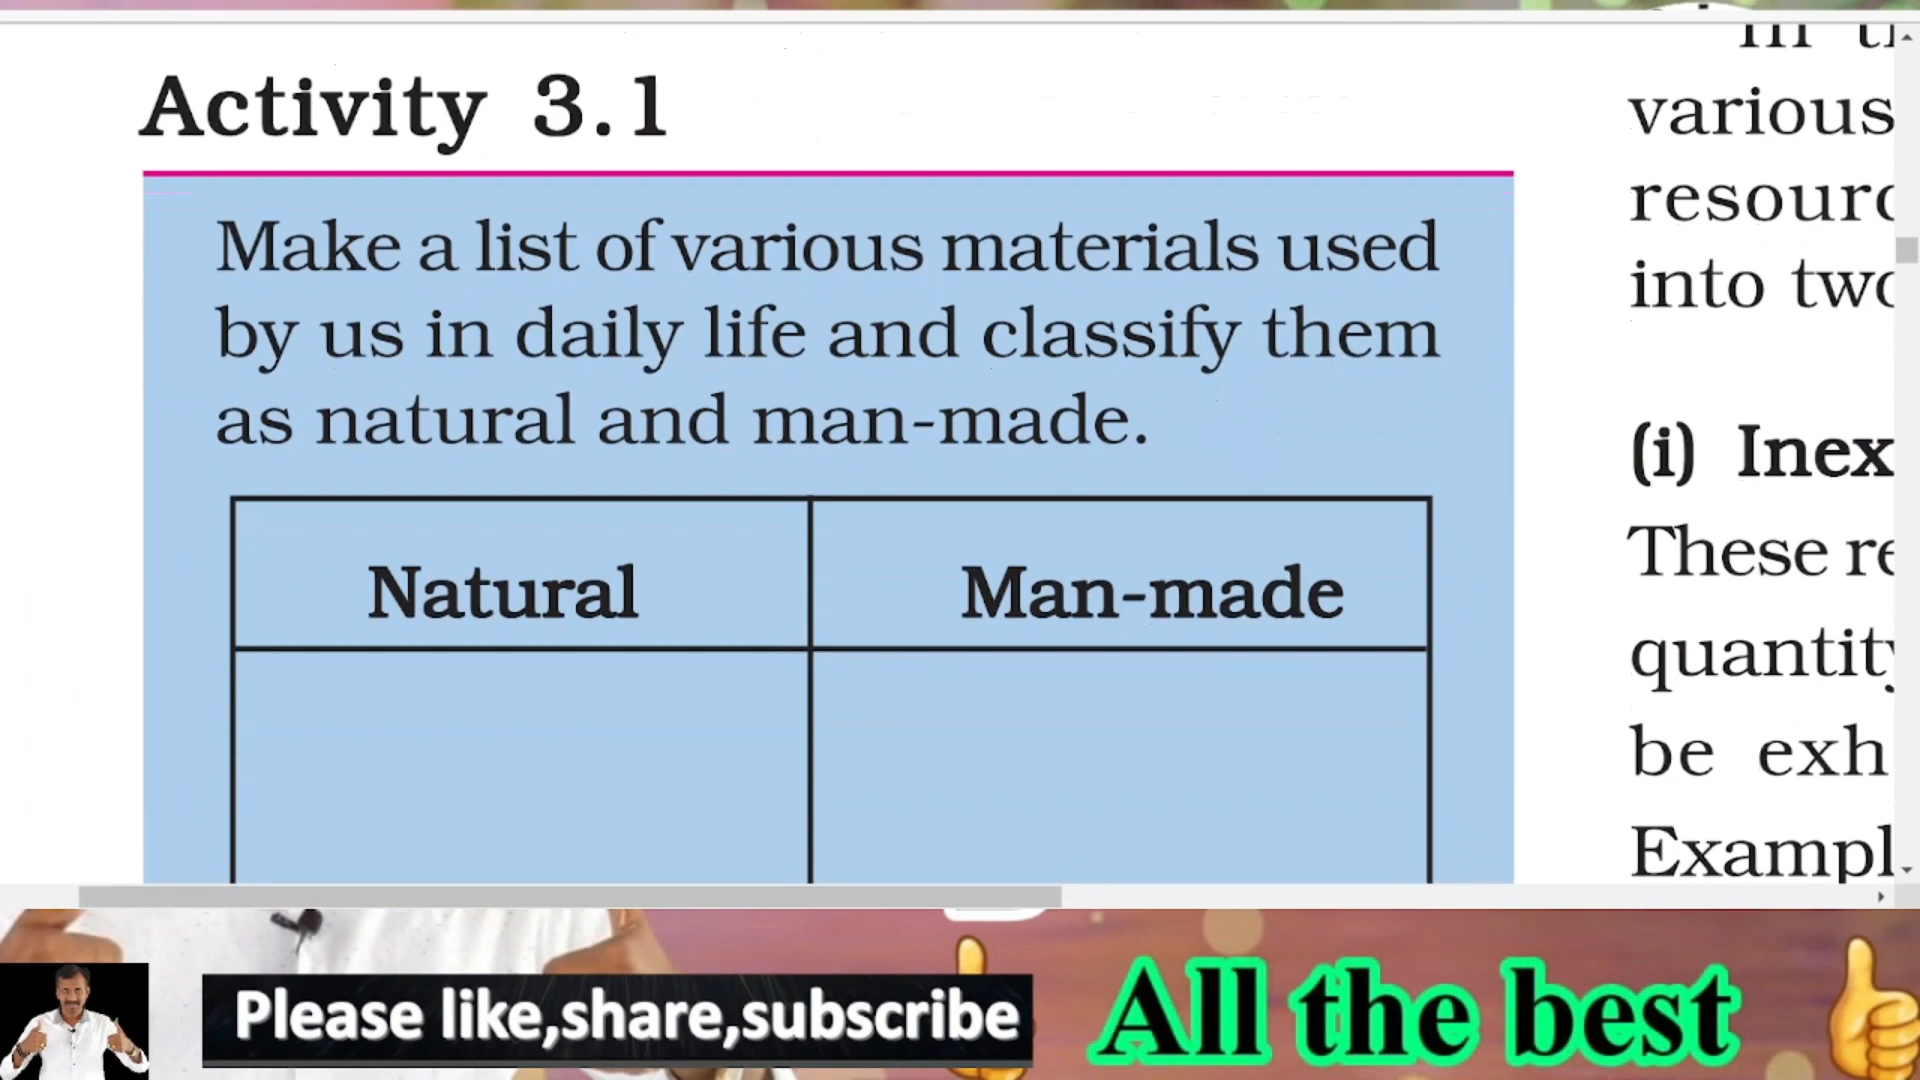 Activity 3.1
Make a list of various materials used
by us in daily life and classify them
as natural and man-made.
Natural Man-made
various
into
(i)
These
be
Please like,share,subscribe
All the best